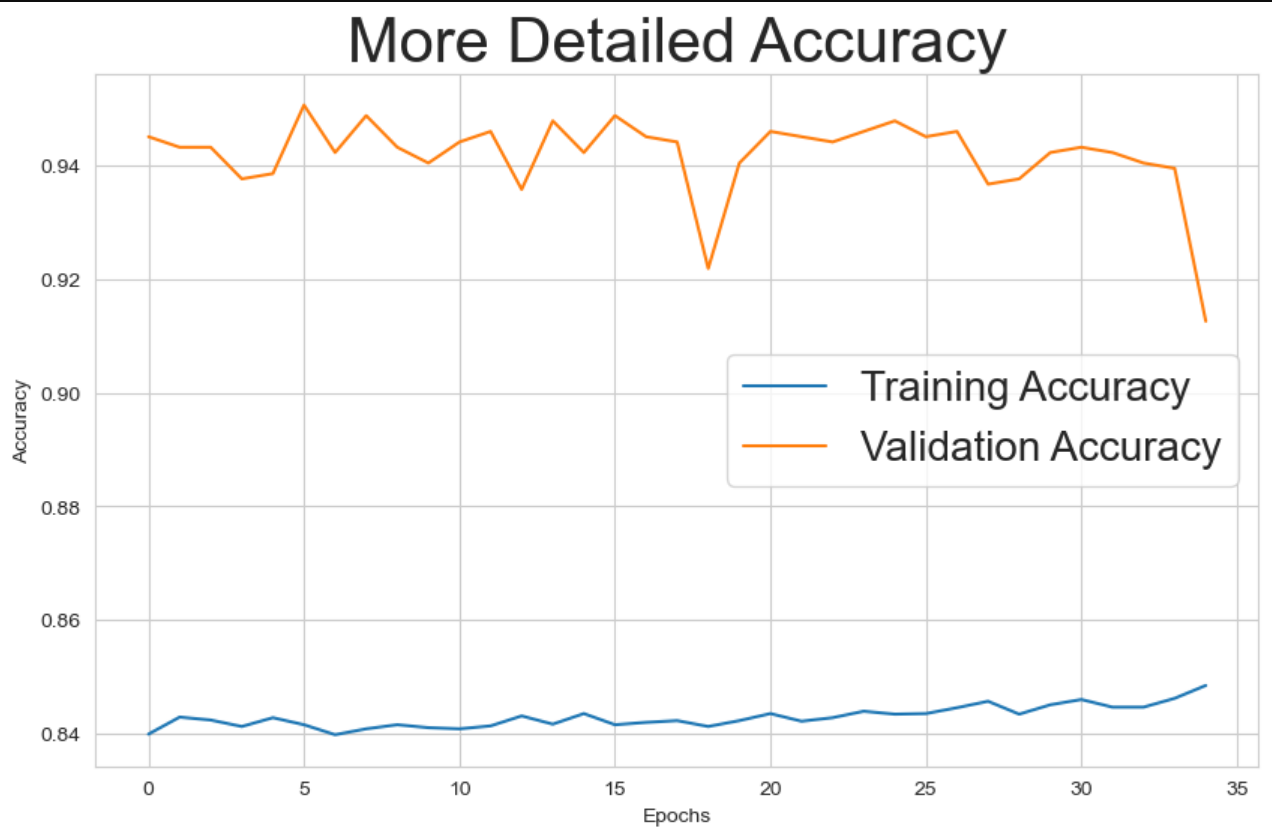 More Detailed Accuracy
0.94
0.92
0.90
0.88
0.86
0.84
Accuracy
Training Accuracy
Validation Accuracy
0 5 10 15 20 25 30 35
Epochs